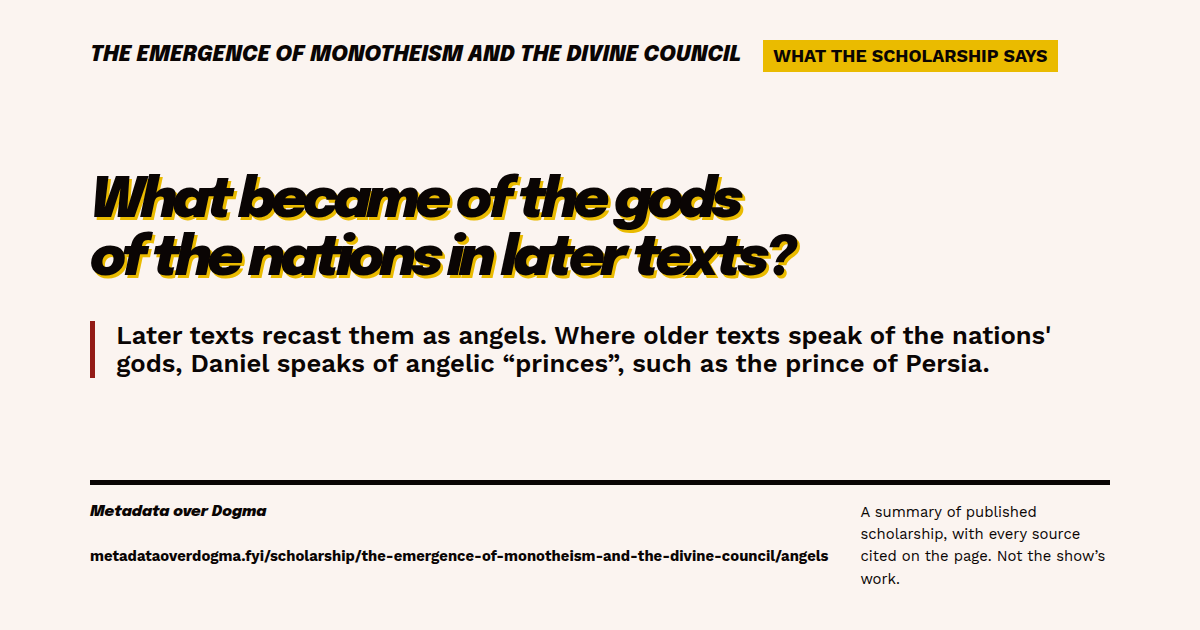 THE EMERGENCE OF MONOTHEISM AND THE DIVINE COUNCIL
WHAT THE SCHOLARSHIP SAYS
What became of the gods
of the nations in later texts?
Later texts recast them as angels. Where older texts speak of the nations'
gods, Daniel speaks of angelic “princes”, such as the prince of Persia.
Metadata over Dogma
metadataoverdogma.fyi/scholarship/the-emergence-of-monotheism-and-the-divine-council/angels
A summary of published
scholarship, with every source
cited on the page. Not the show’s
work.